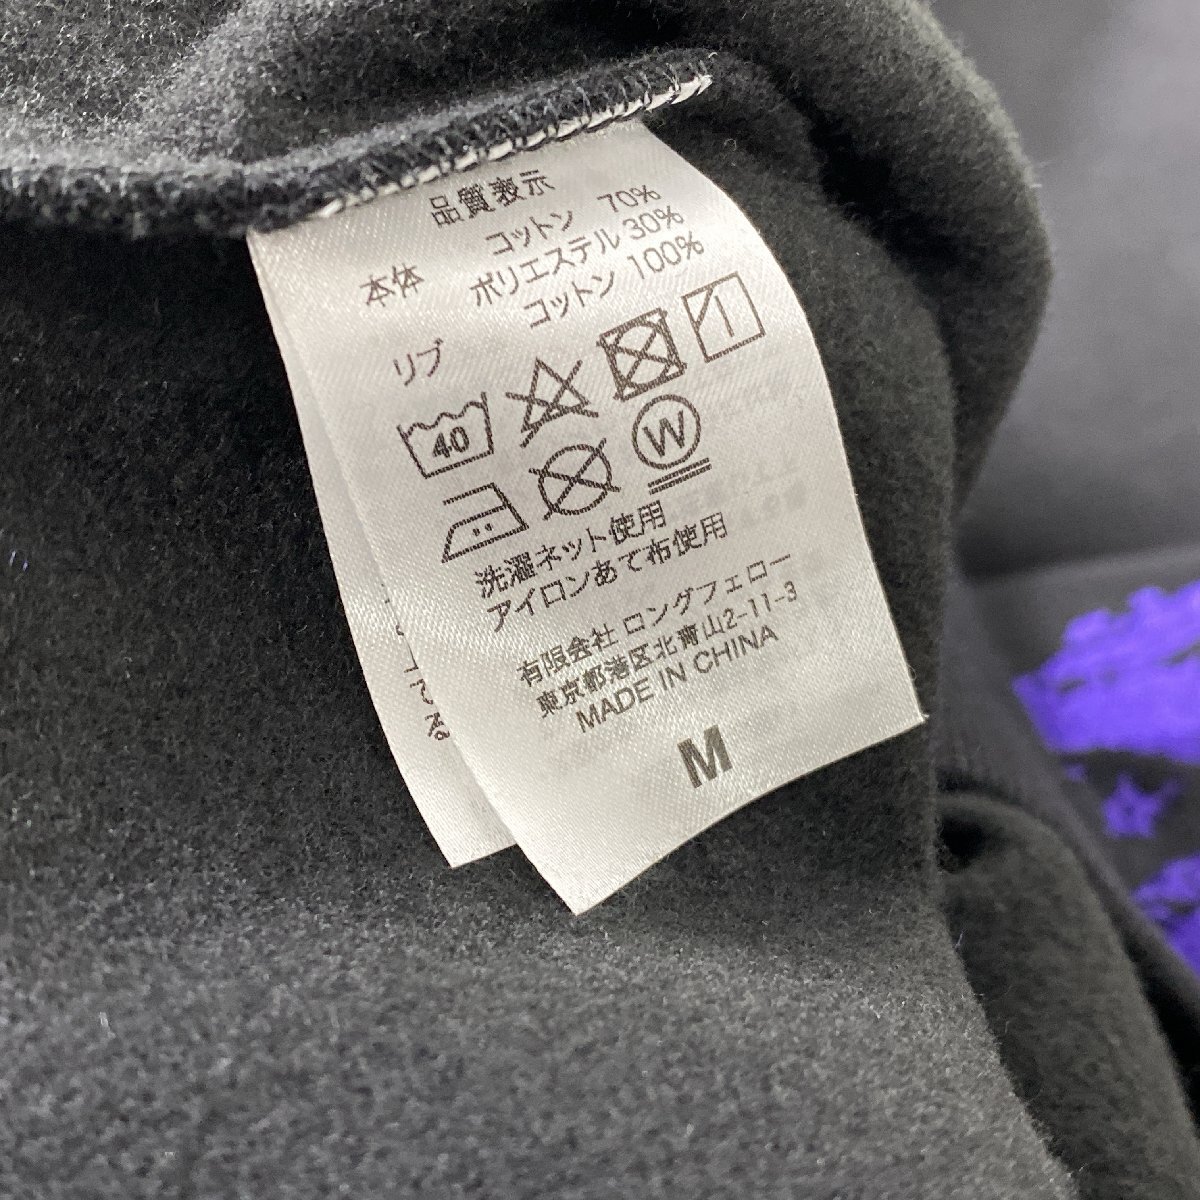 品質表示
本体 コットン 70%
ポリエステル 30%
リブ コットン 100%
40
W
洗濯ネット使用
アイロンあて布使用
有限会社 ロングフェロー
東京都港区北青山2-11-3
MADE IN CHINA
M